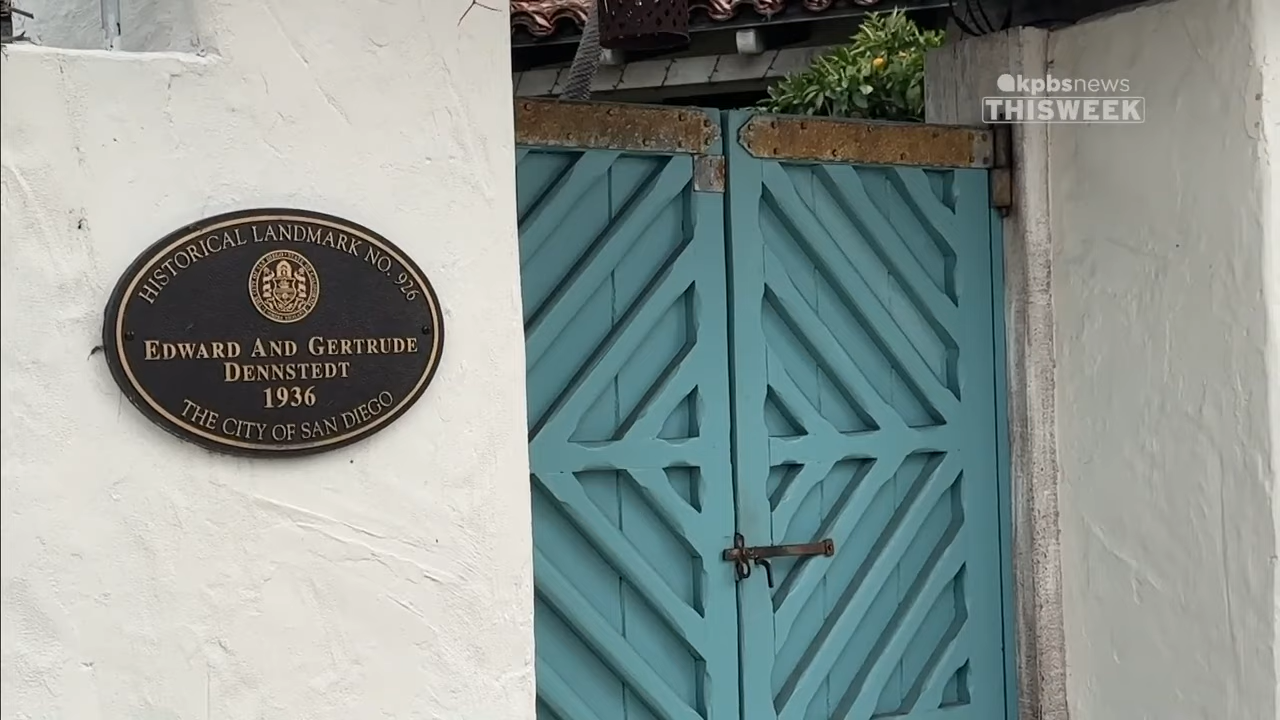 kpbsnews
THISWEEK
HISTORICAL LANDMARK NO. 926
EDWARD AND GERTRUDE
DENNSTEDT
1936
THE CITY OF SAN DIEGO